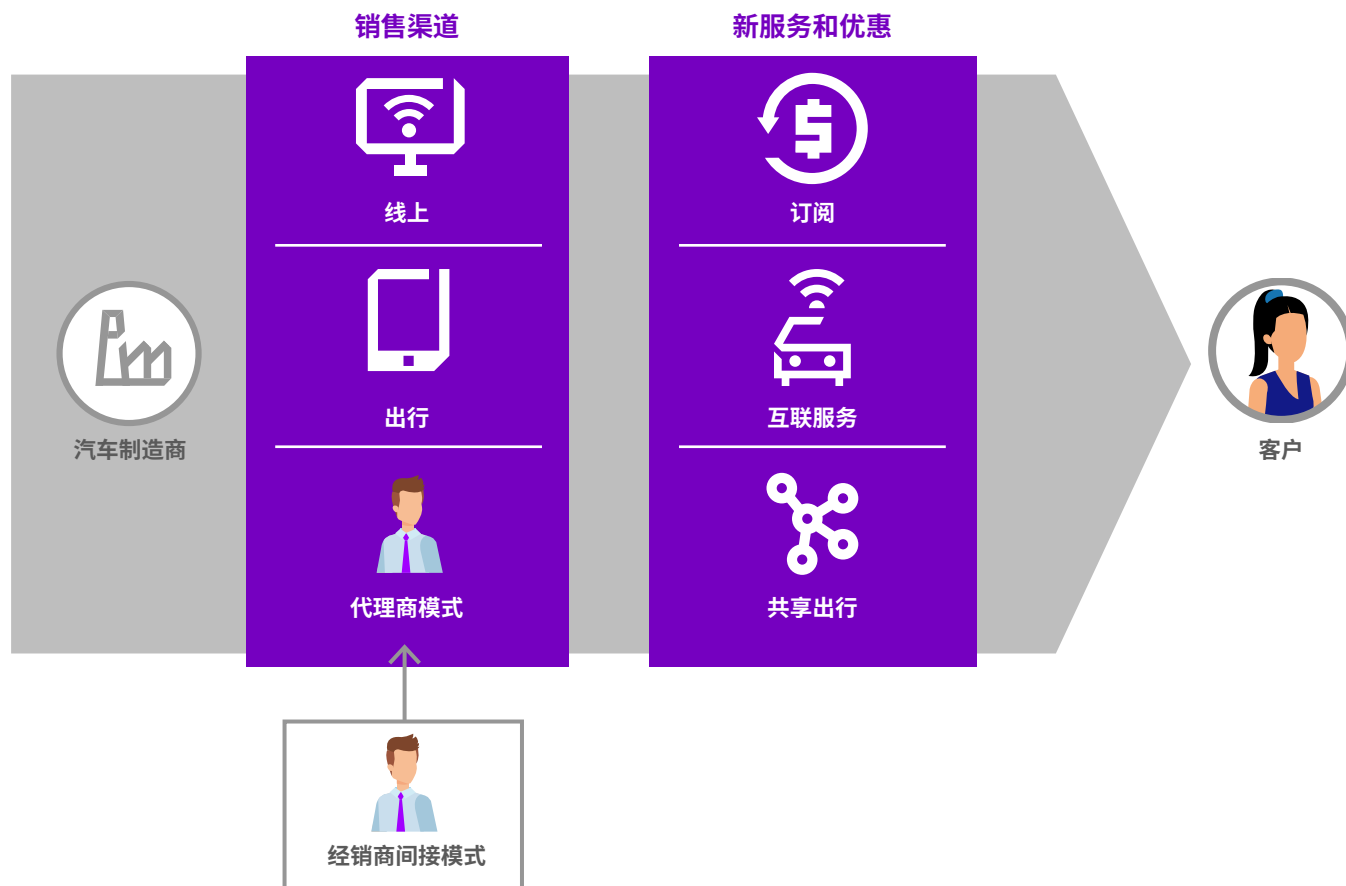 销售渠道
新服务和优惠
线上
订阅
出行
互联服务
汽车制造商
客户
代理商模式
共享出行
经销商间接模式